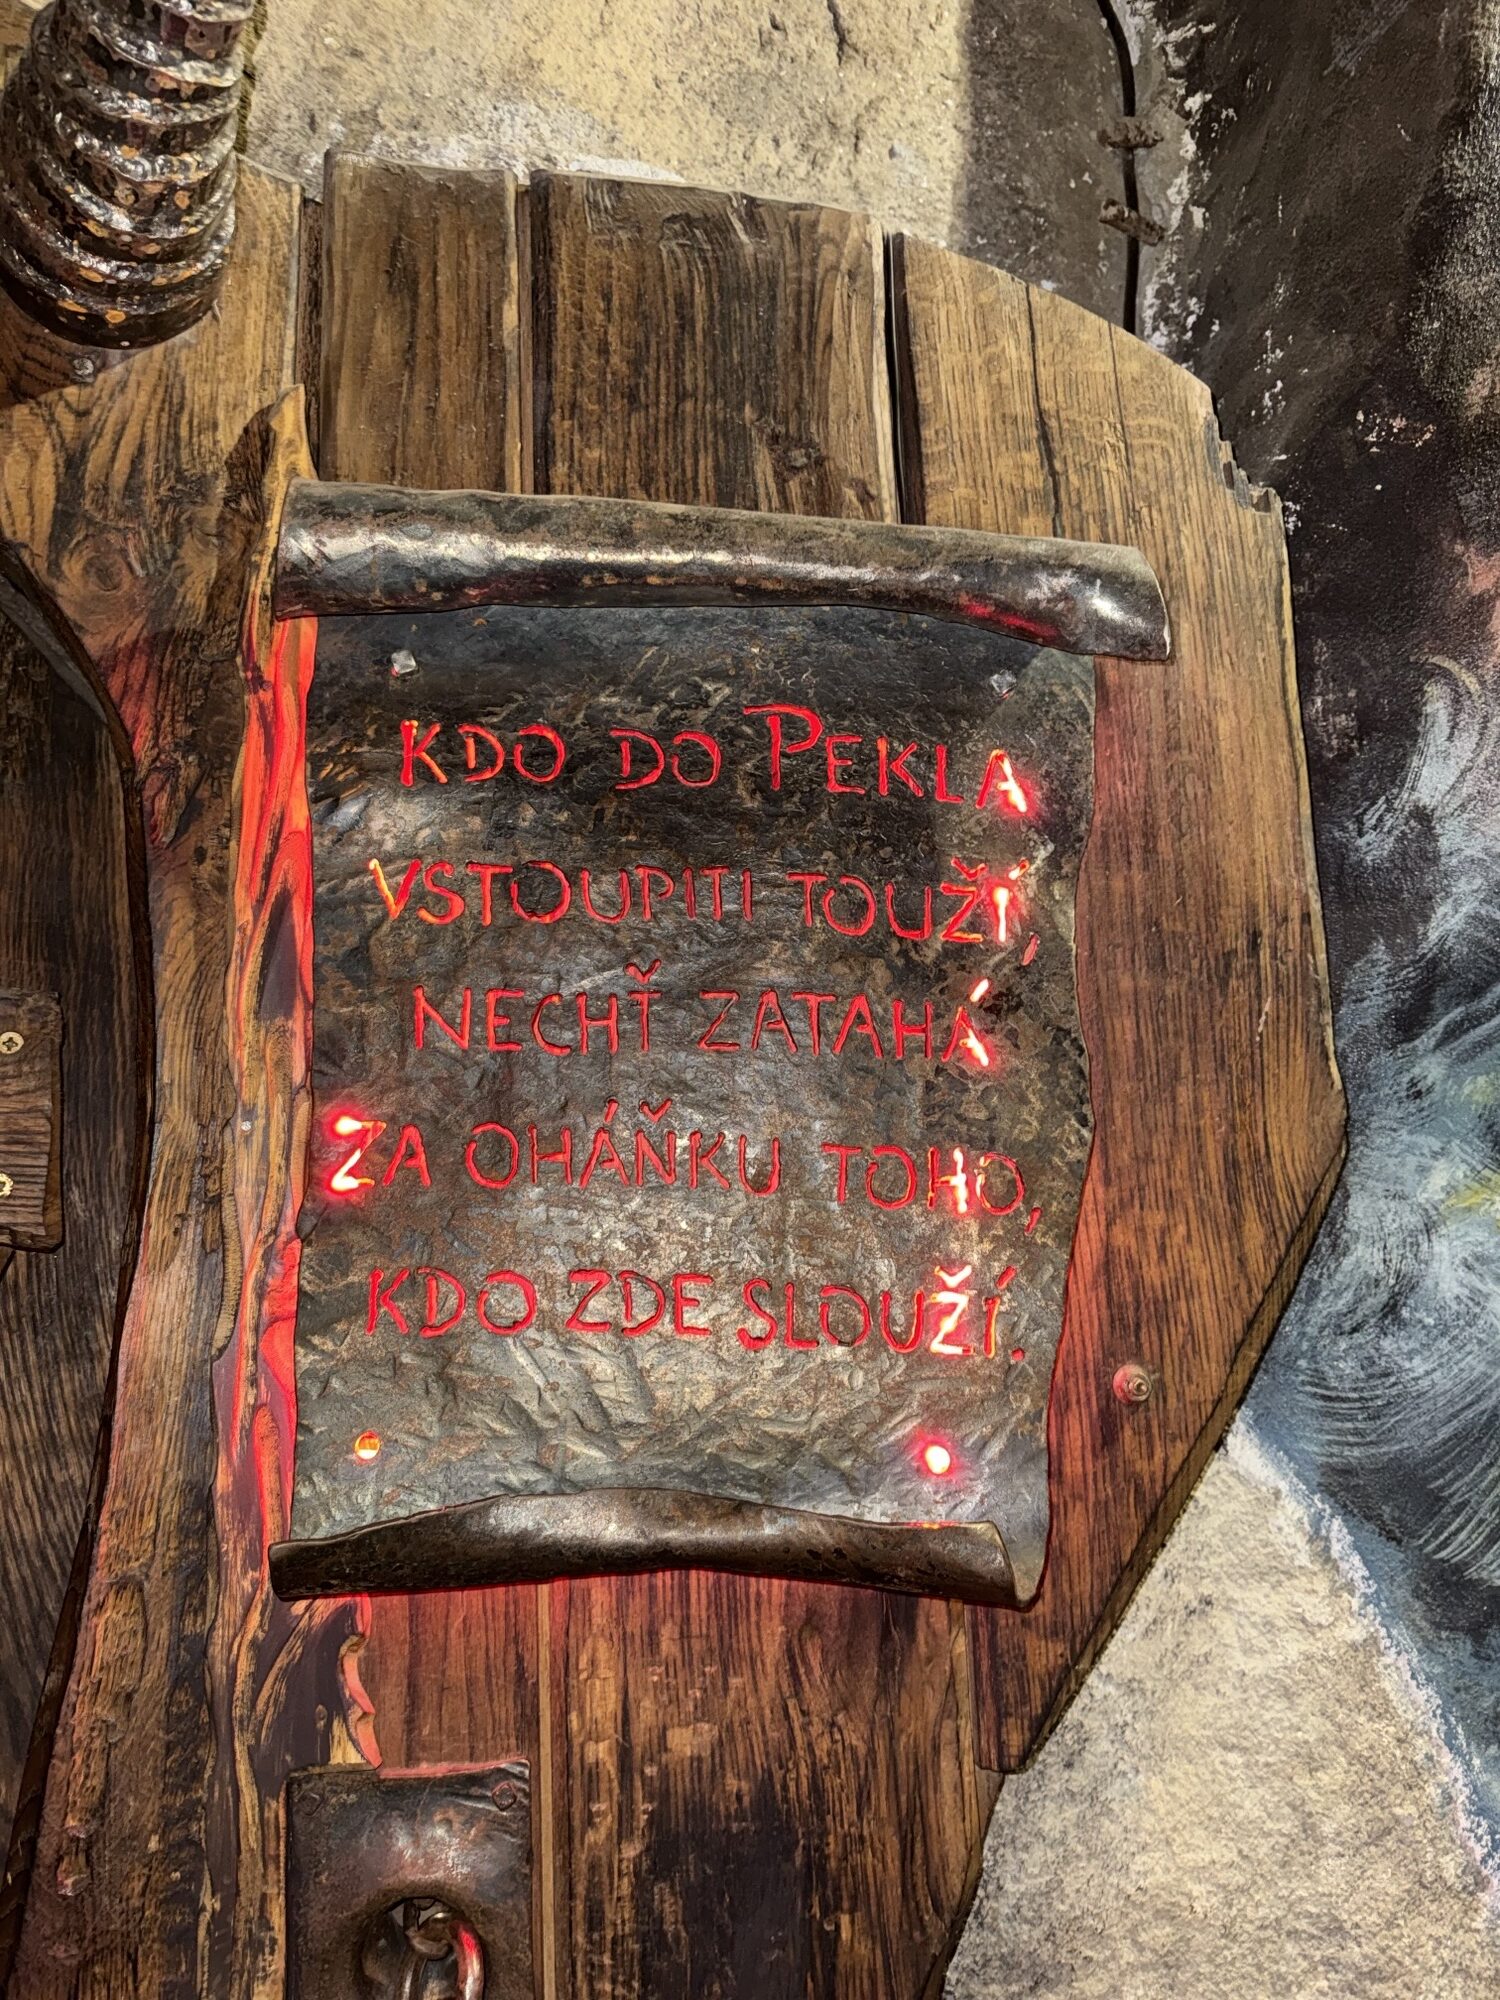 KDO DO PEKLA
VSTOUPITI TOUŽÍ,
NECHŤ ZATAHÁ
ZA OHÁŇKU TOHO,
KDO ZDE SLOUŽÍ.